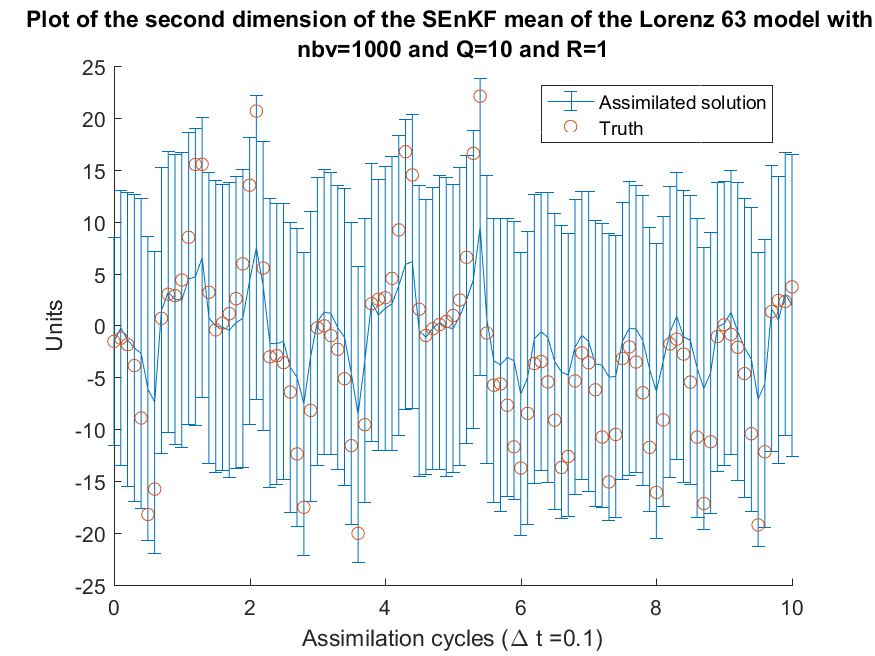 Plot of the second dimension of the SEnKF mean of the Lorenz 63 model with
nbv=1000 and Q=10 and R=1
25
20
15
10
5
0
-5
-10
-15
-20
-25
Units
Assimilated solution
Truth
0
2
4
6
8
10
Assimilation cycles (Δ t =0.1)